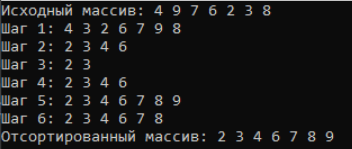 Исходный массив: 4 9 7 6 2 3 8
Шаг 1: 4 3 2 6 7 9 8
Шаг 2: 2 3 4 6
Шаг 3: 2 3
Шаг 4: 2 3 4 6
Шаг 5: 2 3 4 6 7 8 9
Шаг 6: 2 3 4 6 7 8
Отсортированный массив: 2 3 4 6 7 8 9